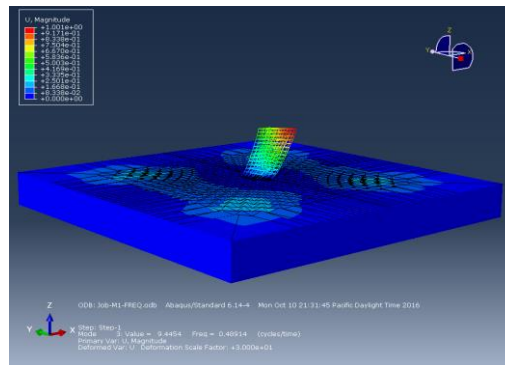 U, Magnitude
+1.001e+00
+9.171e-01
+8.338e-01
+7.504e-01
+6.670e-01
+5.836e-01
+5.003e-01
+4.169e-01
+3.335e-01
+2.501e-01
+1.668e-01
+8.338e-02
+0.000e+00
Z
Y
X
ODB: Job-M1-FREQ.odb Abaqus/Standard 6.14-4 Mon Oct 10 21:31:45 Pacific Daylight Time 2016
Z
Y X
Step: Step-1
Mode 3: Value = 9.4454 Freq = 0.48914 (cycles/time)
Primary Var: U, Magnitude
Deformed Var: U Deformation Scale Factor: +3.000e+01